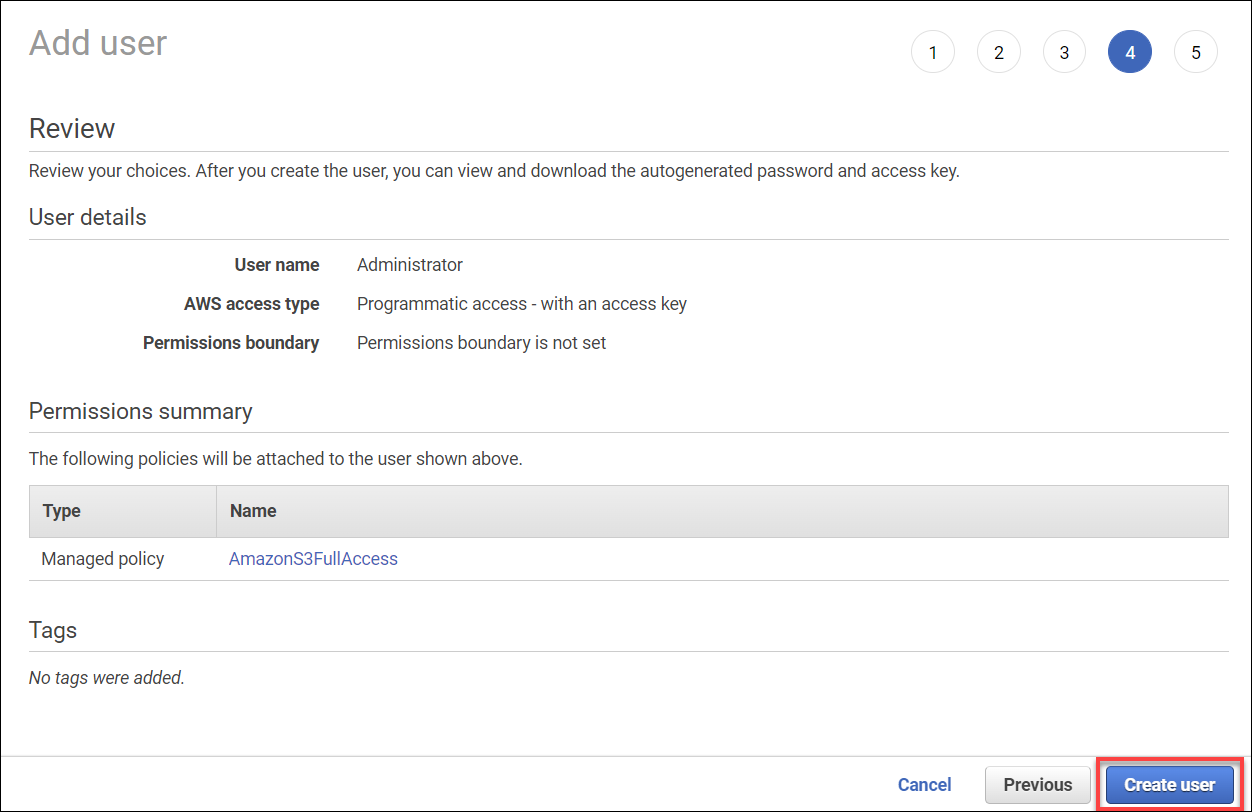 Add user
1 2 3 4 5
Review
Review your choices. After you create the user, you can view and download the autogenerated password and access key.
User details
User name Administrator
AWS access type Programmatic access - with an access key
Permissions boundary Permissions boundary is not set
Permissions summary
The following policies will be attached to the user shown above.
Type Name
Managed policy AmazonS3FullAccess
Tags
No tags were added.
Cancel Previous Create user